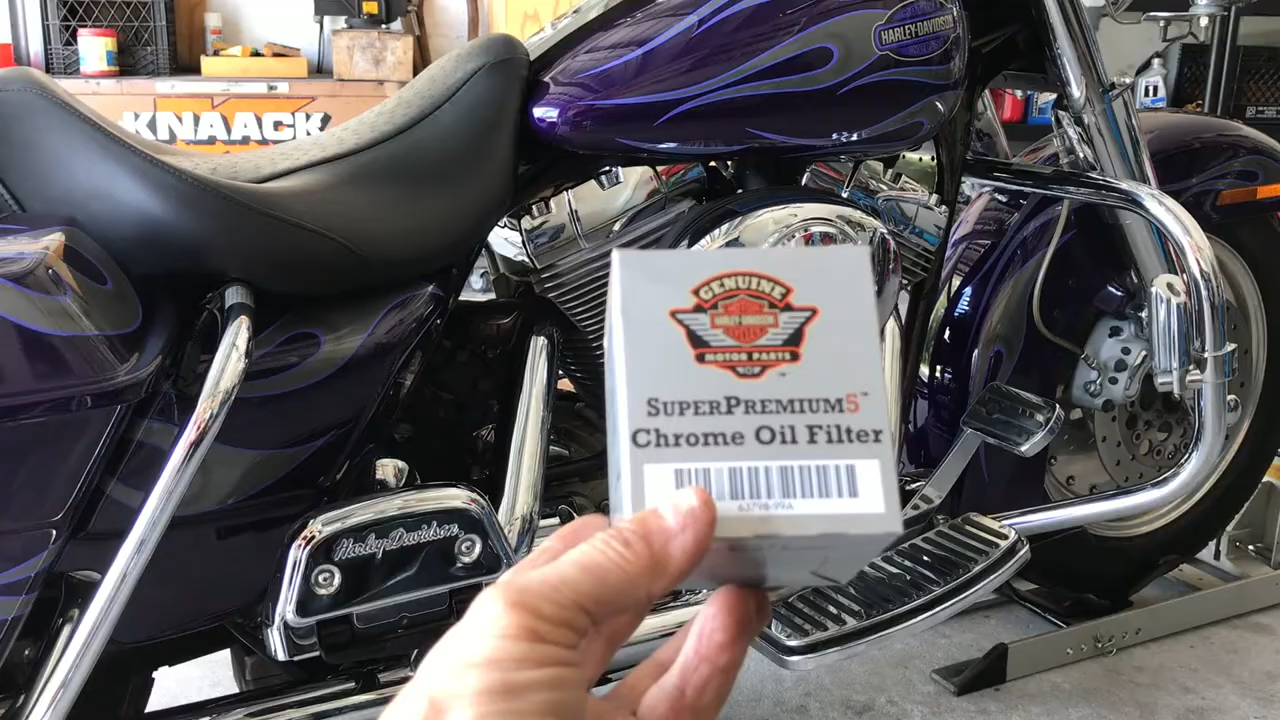 KNAACK
HARLEY-DAVIDSON
GENUINE
HARLEY-DAVIDSON
MOTOR PARTS
SUPERPREMIUM5™
Chrome Oil Filter
63798-99A
Harley-Davidson